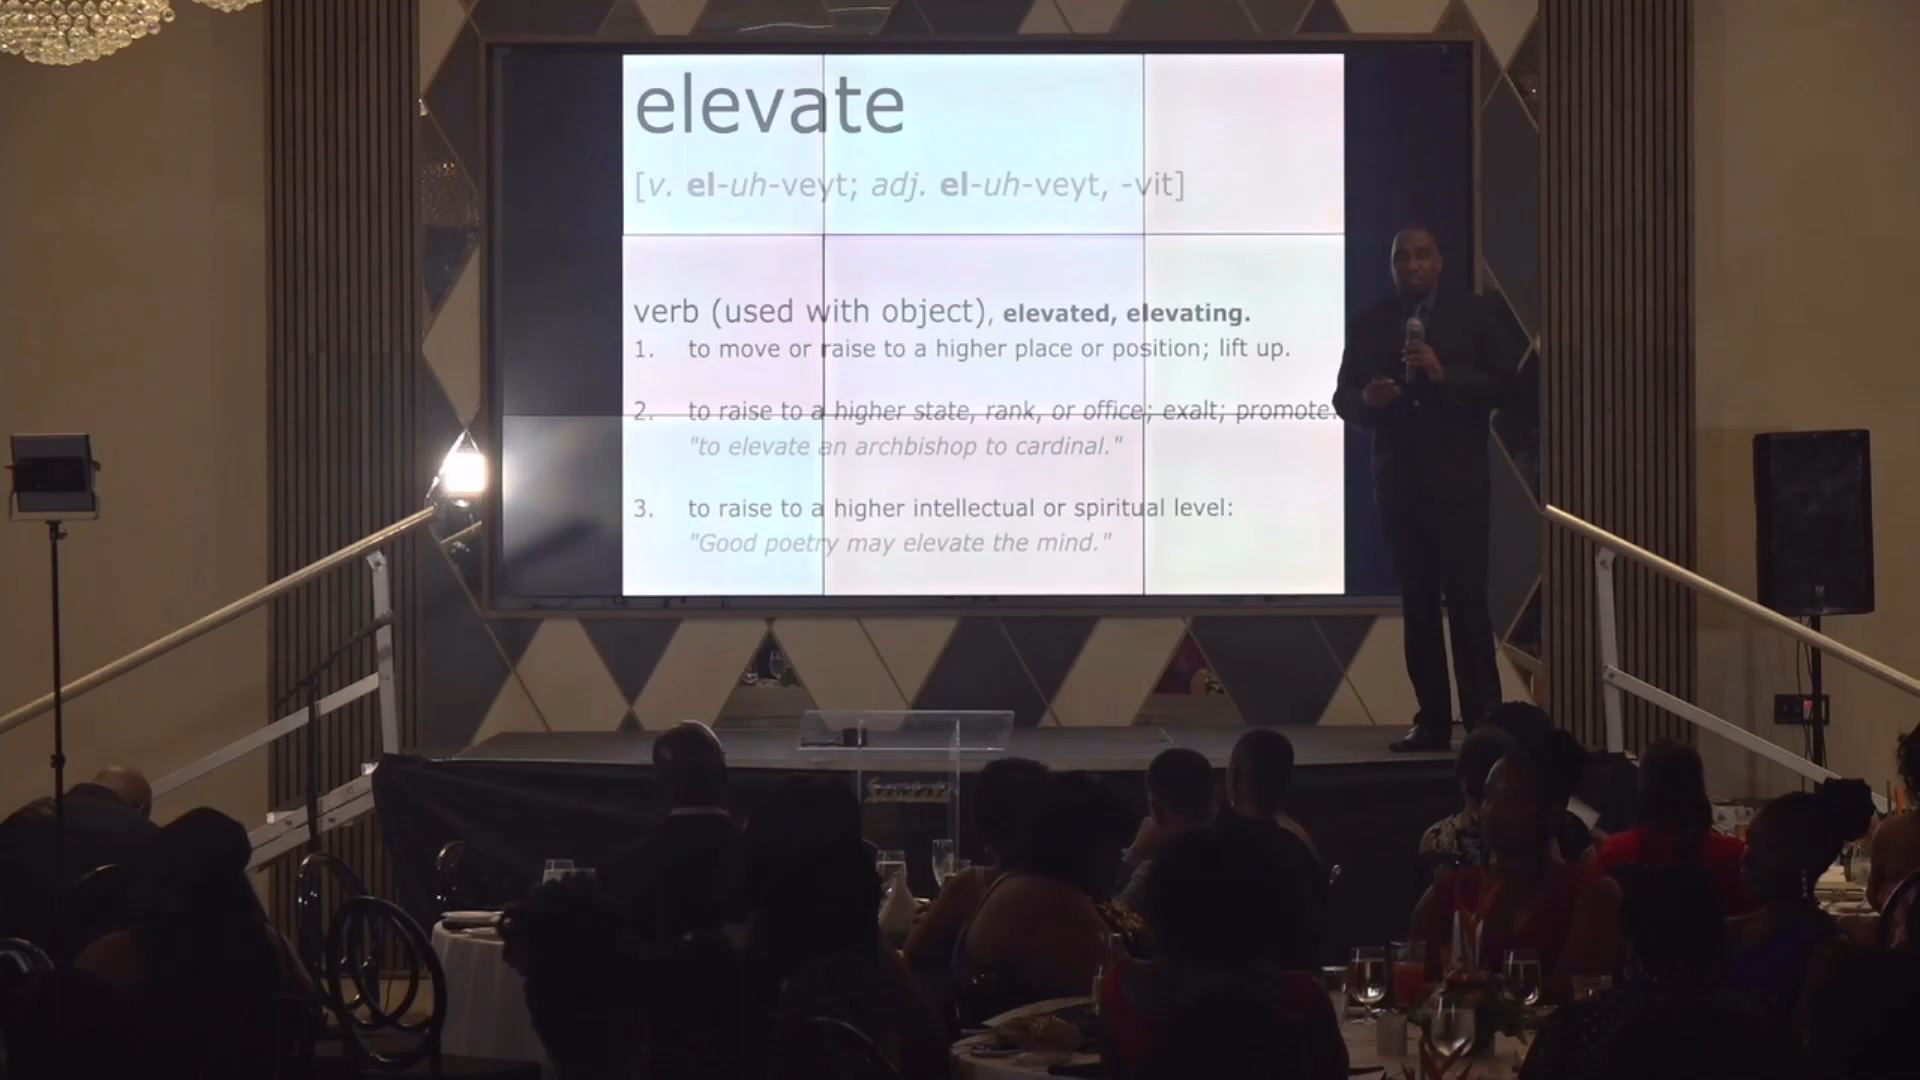 elevate
[v. el-uh-veyt; adj. el-uh-veyt, -vit]
verb (used with object), elevated, elevating.
1. to move or raise to a higher place or position; lift up.
2. to raise to a higher state, rank, or office; exalt; promote.
"to elevate an archbishop to cardinal."
3. to raise to a higher intellectual or spiritual level:
"Good poetry may elevate the mind."